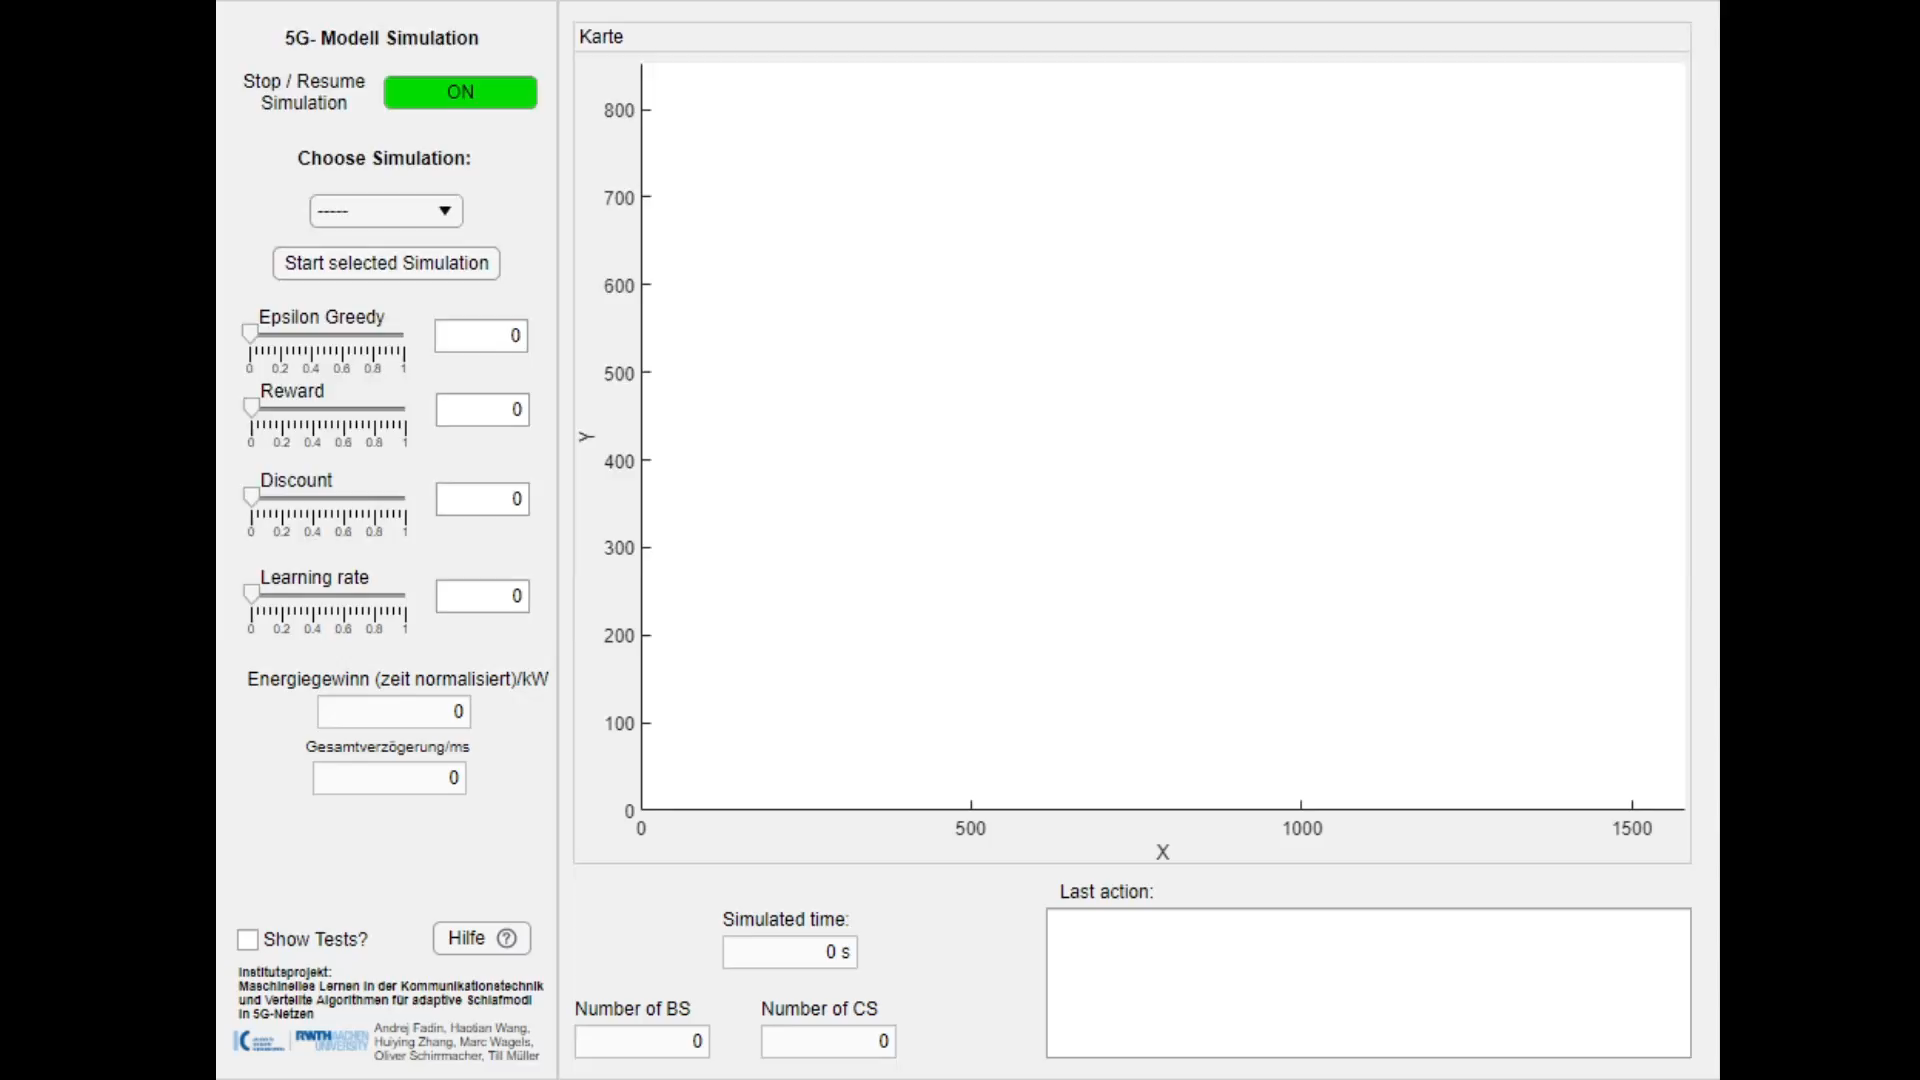 5G- Modell Simulation
Stop / Resume
Simulation
ON
Choose Simulation:
-----
Start selected Simulation
Epsilon Greedy
0
0 0.2 0.4 0.6 0.8 1
Reward
0
0 0.2 0.4 0.6 0.8 1
Discount
0
0 0.2 0.4 0.6 0.8 1
Learning rate
0
0 0.2 0.4 0.6 0.8 1
Energiegewinn (zeit normalisiert)/kW
0
Gesamtverzögerung/ms
0
Show Tests?
Hilfe ?
Institutsprojekt:
Maschinelles Lernen in der Kommunikationstechnik
und Verteilte Algorithmen für adaptive Schlafmodi
in 5G-Netzen
RWTH AACHEN
UNIVERSITY
Andrej Fadin, Haotian Wang,
Huiying Zhang, Marc Wagels,
Oliver Schirrmacher, Till Müller
Karte
800
700
600
500
400
300
200
100
0
Y
0 500 1000 1500
X
Simulated time:
0 s
Number of BS
0
Number of CS
0
Last action: